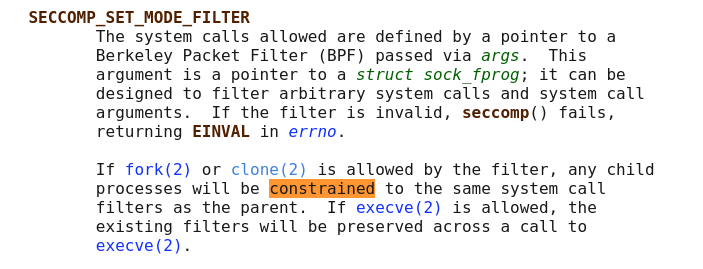 SECCOMP_SET_MODE_FILTER
The system calls allowed are defined by a pointer to a
Berkeley Packet Filter (BPF) passed via args.  This
argument is a pointer to a struct sock_fprog; it can be
designed to filter arbitrary system calls and system call
arguments.  If the filter is invalid, seccomp() fails,
returning EINVAL in errno.

If fork(2) or clone(2) is allowed by the filter, any child
processes will be constrained to the same system call
filters as the parent.  If execve(2) is allowed, the
existing filters will be preserved across a call to
execve(2).